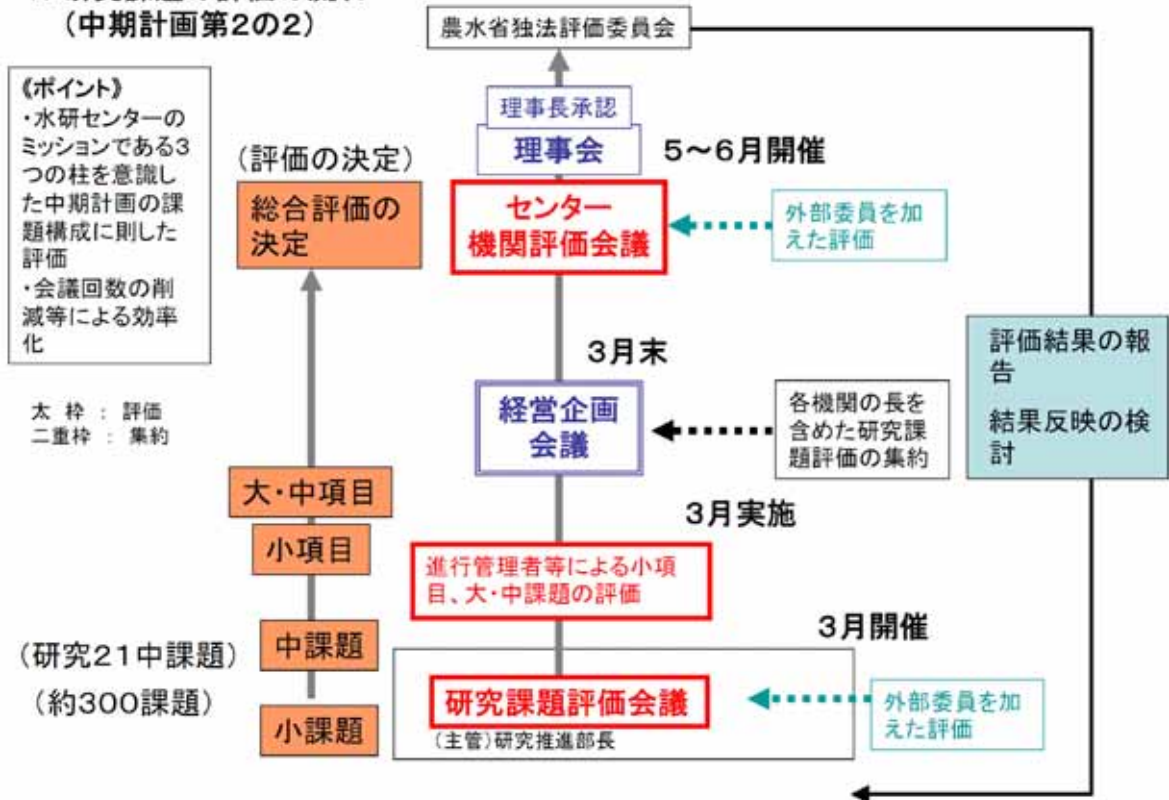 (中期計画第2の2)
農水省独法評価委員会
《ポイント》
・水研センターの
ミッションである3
つの柱を意識し
た中期計画の課
題構成に則した
評価
・会議回数の削
減等による効率
化
太 枠 : 評価
二重枠 : 集約
理事長承認
理事会
5~6月開催
(評価の決定)
総合評価の
決定
センター
機関評価会議
外部委員を加
えた評価
3月末
評価結果の報
告
結果反映の検
討
経営企画
会議
各機関の長を
含めた研究課
題評価の集約
大・中項目
3月実施
小項目
進行管理者等による小項
目、大・中課題の評価
3月開催
(研究21中課題)
中課題
(約300課題)
小課題
研究課題評価会議
(主管)研究推進部長
外部委員を加
えた評価